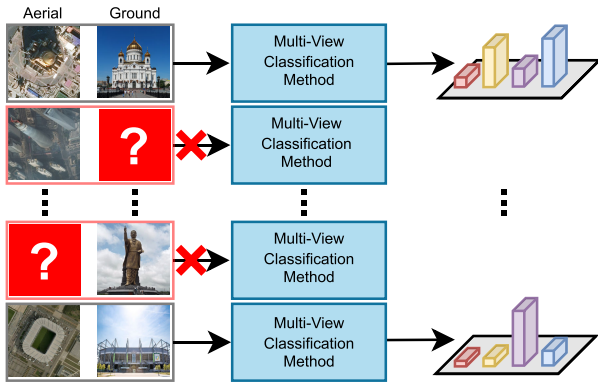 Aerial Ground
Multi-View
Classification
Method
Multi-View
Classification
Method
?
?
Multi-View
Classification
Method
Multi-View
Classification
Method